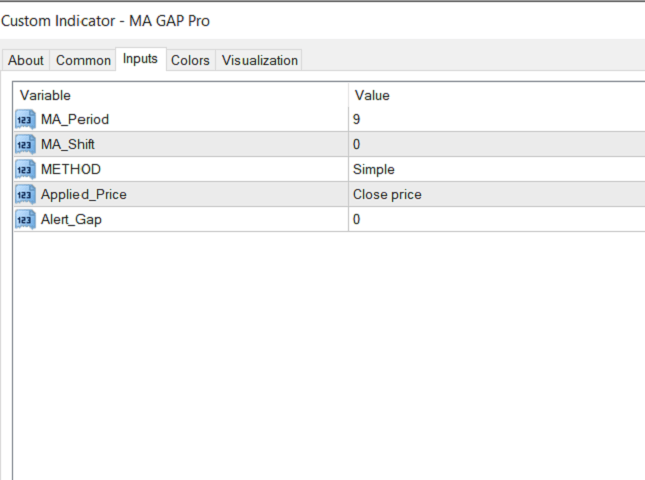 Custom Indicator - MA GAP Pro
About Common Inputs Colors Visualization
Variable Value
123 MA_Period 9
123 MA_Shift 0
123 METHOD Simple
123 Applied_Price Close price
123 Alert_Gap 0